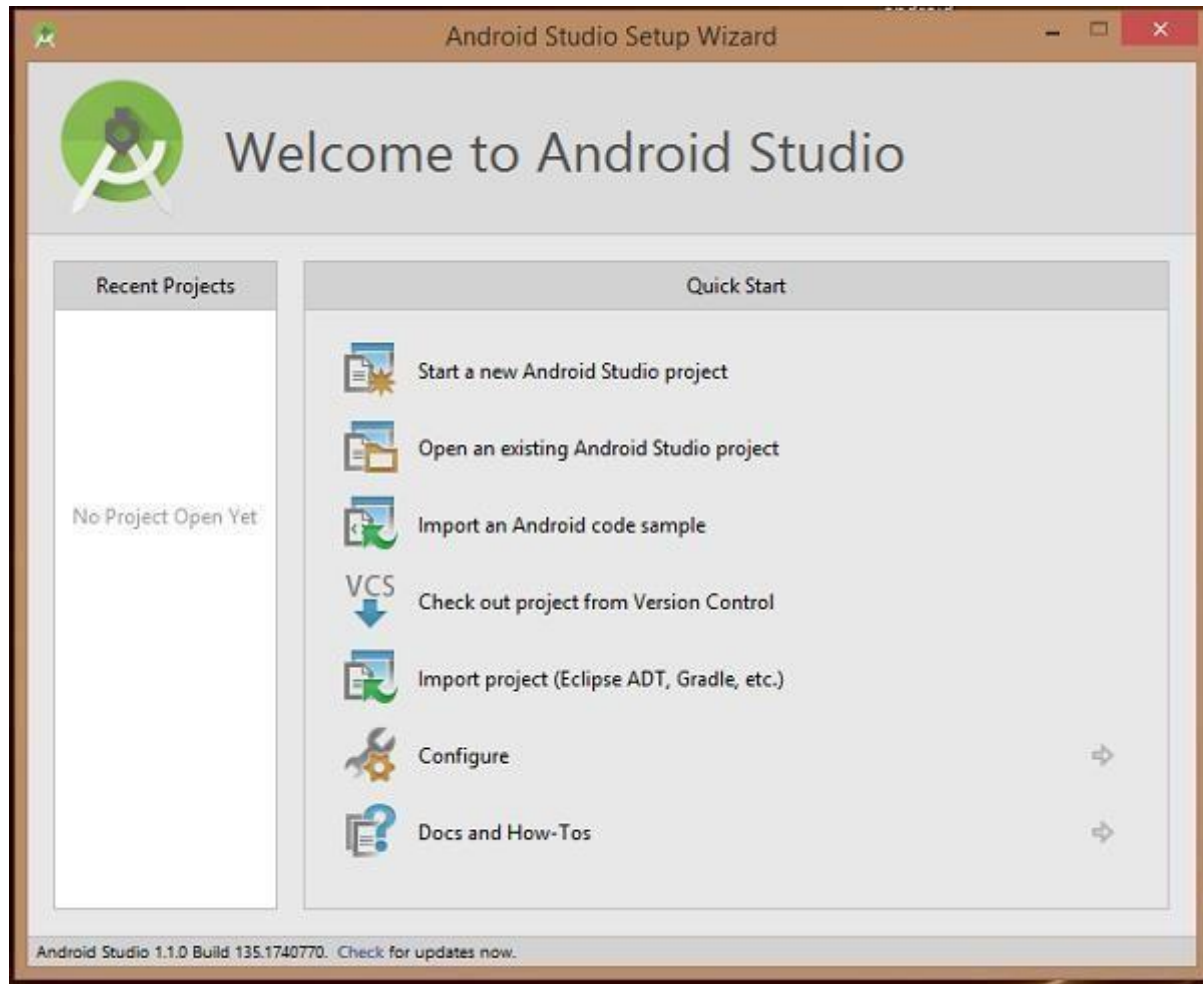 Android Studio Setup Wizard
Welcome to Android Studio
Recent Projects
No Project Open Yet
Quick Start
Start a new Android Studio project
Open an existing Android Studio project
Import an Android code sample
VCS
Check out project from Version Control
Import project (Eclipse ADT, Gradle, etc.)
Configure
Docs and How-Tos
Android Studio 1.1.0 Build 135.1740770. Check for updates now.